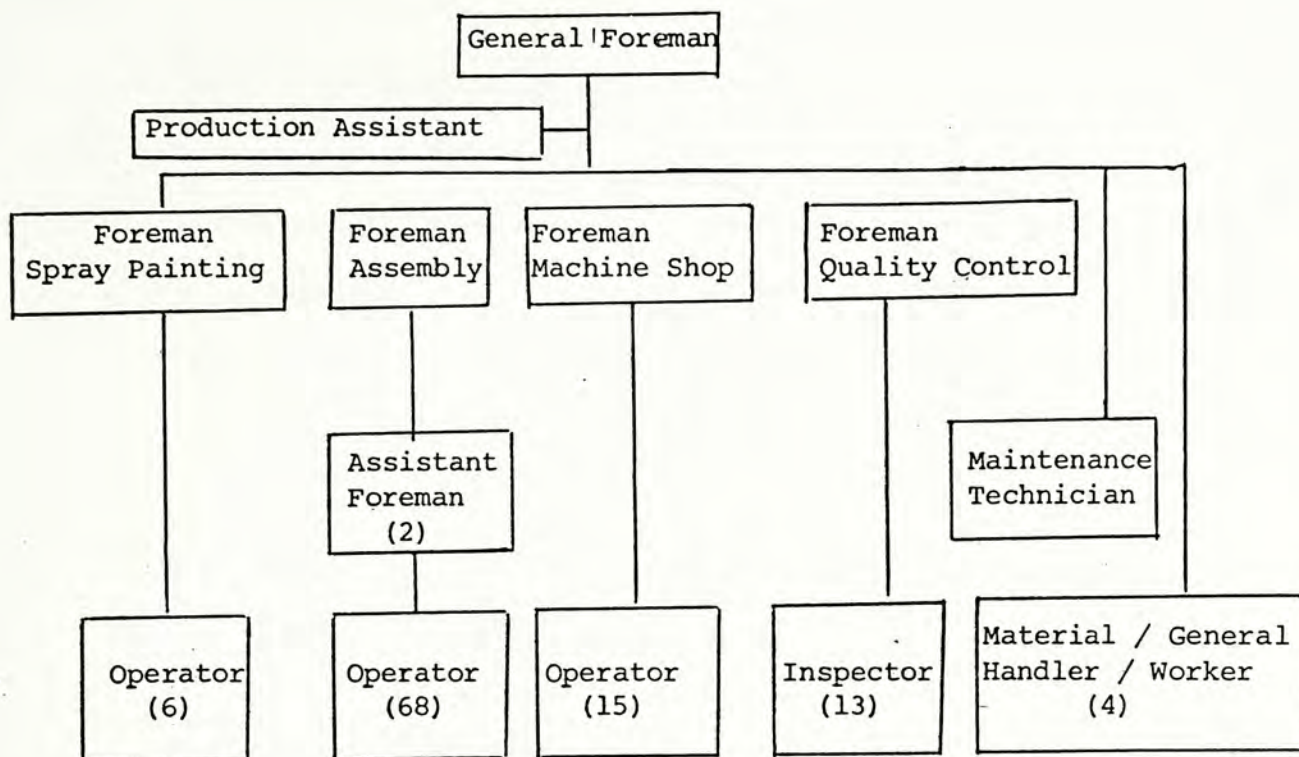 General Foreman
Production Assistant
Foreman
Spray Painting
Foreman
Assembly
Foreman
Machine Shop
Foreman
Quality Control
Assistant
Foreman
(2)
Maintenance
Technician
Operator
(6)
Operator
(68)
Operator
(15)
Inspector
(13)
Material / General
Handler / Worker
(4)